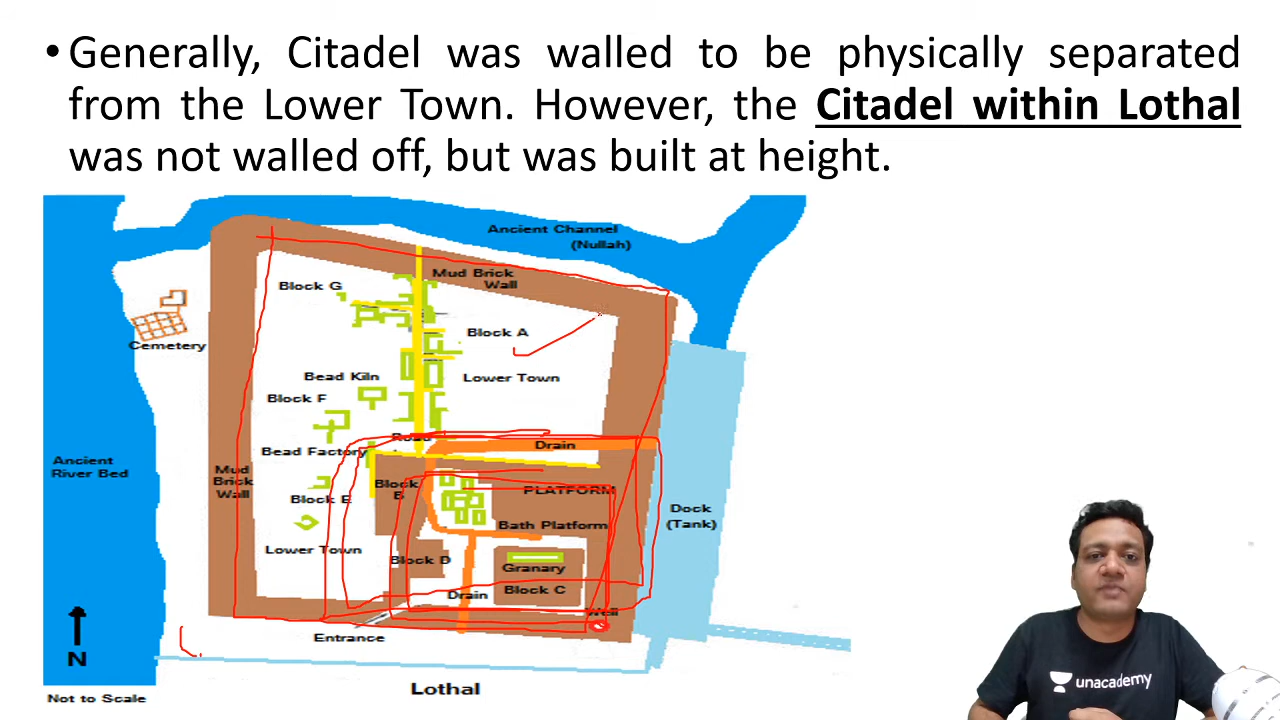 • Generally, Citadel was walled to be physically separated
from the Lower Town. However, the Citadel within Lothal
was not walled off, but was built at height.
Ancient Channel
(Nullah)
Mud Brick
Wall
Block G
Block A
Cemetery
Bead Kiln
Lower Town
Block F
Road
Drain
Bead Factory
Ancient
River Bed
Mud
Brick
Wall
Block
B
PLATFORM
Block E
Dock
(Tank)
Bath Platform
Lower Town
Block D
Granary
Drain
Block C
Well
Entrance
N
Lothal
Not to Scale
unacademy